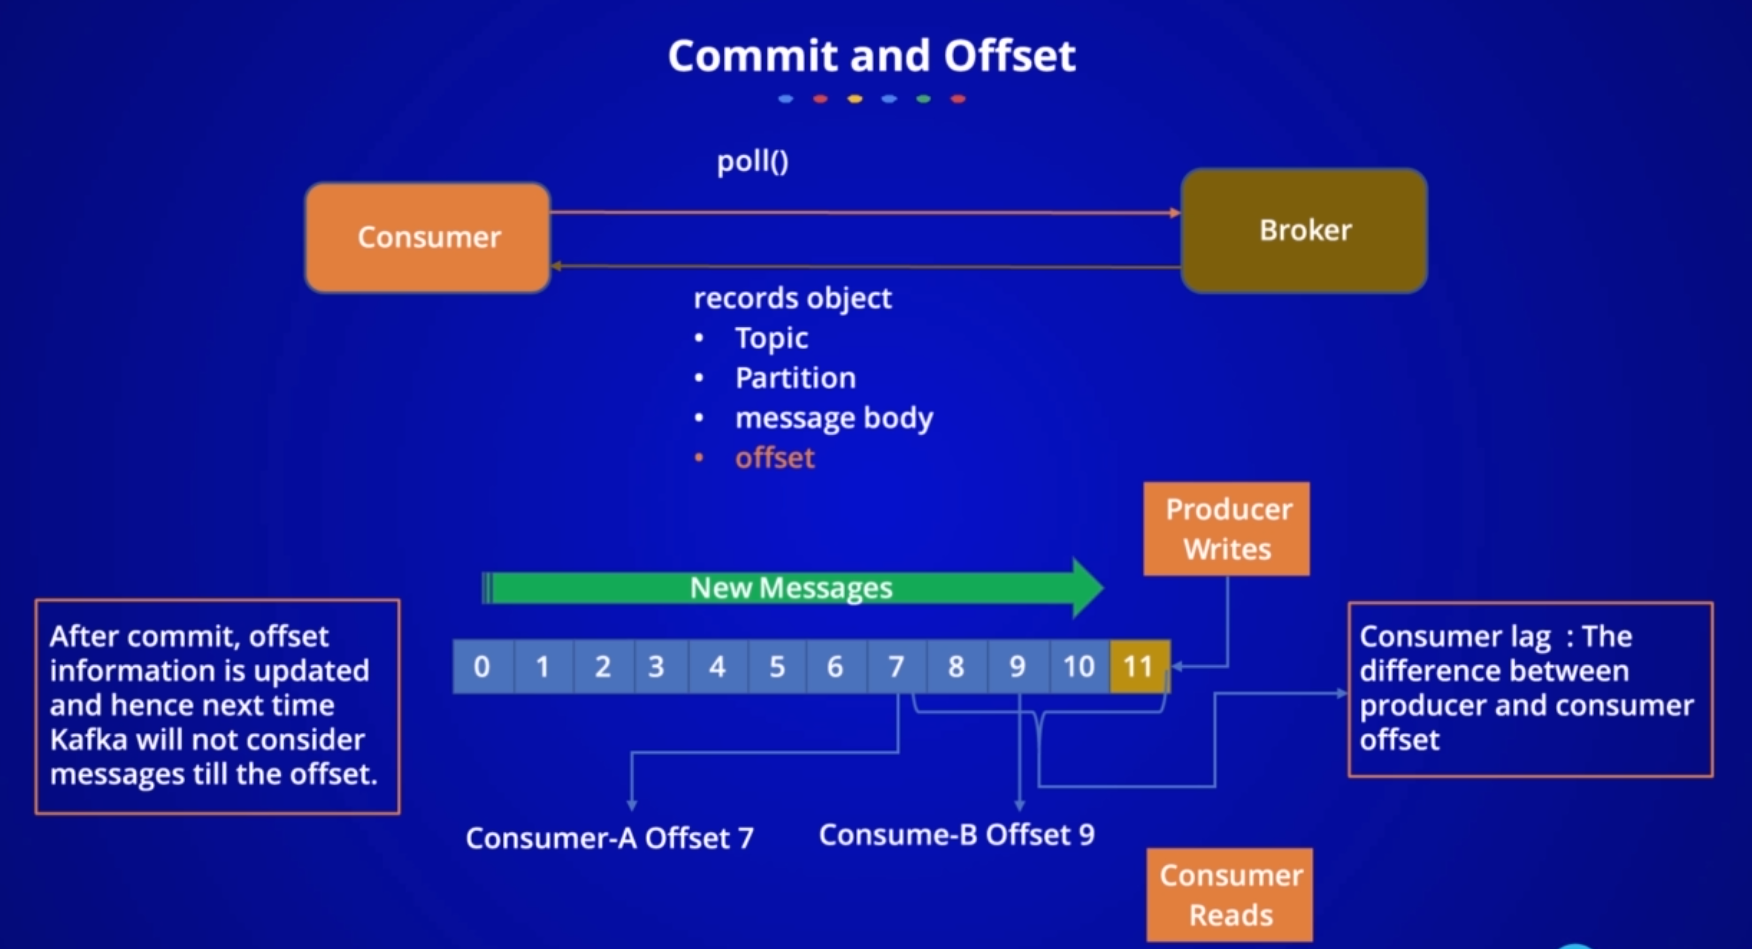 Commit and Offset
poll()
Consumer
Broker
records object
• Topic
• Partition
• message body
• offset
Producer
Writes
New Messages
0 1 2 3 4 5 6 7 8 9 10 11
After commit, offset
information is updated
and hence next time
Kafka will not consider
messages till the offset.
Consumer lag : The
difference between
producer and consumer
offset
Consumer-A Offset 7
Consume-B Offset 9
Consumer
Reads